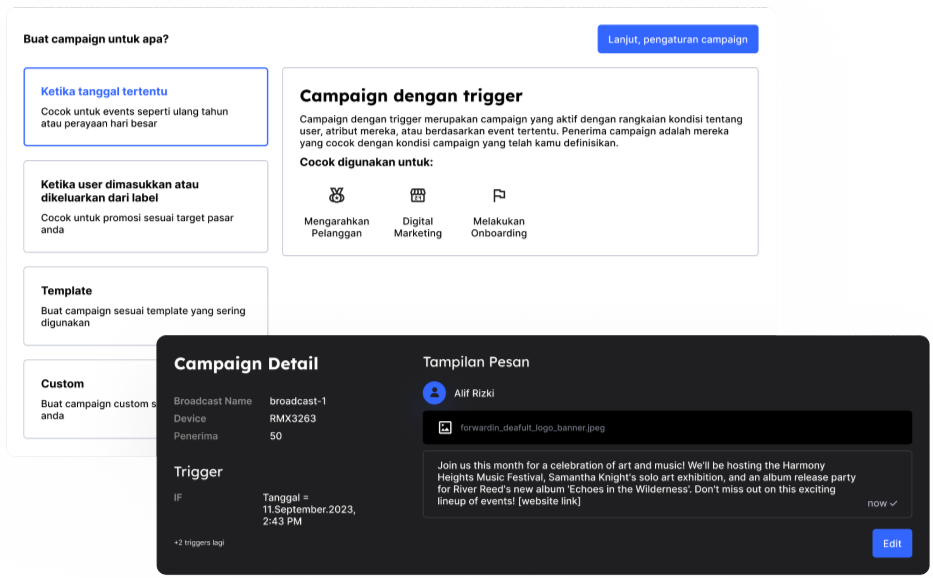 Buat campaign untuk apa?
Lanjut, pengaturan campaign
Ketika tanggal tertentu
Cocok untuk events seperti ulang tahun
atau perayaan hari besar
Ketika user dimasukkan atau
dikeluarkan dari label
Cocok untuk promosi sesuai target pasar
anda
Template
Buat campaign sesuai template yang sering
digunakan
Custom
Buat campaign custom s
anda
Campaign dengan trigger
Campaign dengan trigger merupakan campaign yang aktif dengan rangkaian kondisi tentang
user, atribut mereka, atau berdasarkan event tertentu. Penerima campaign adalah mereka
yang cocok dengan kondisi campaign yang telah kamu definisikan.
Cocok digunakan untuk:
Mengarahkan
Pelanggan
Digital
Marketing
Melakukan
Onboarding
Campaign Detail
Broadcast Name broadcast-1
Device RMX3263
Penerima 50
Trigger
IF Tanggal =
11.September.2023,
2:43 PM
+2 triggers lagi
Tampilan Pesan
Alif Rizki
forwardin_deafult_logo_banner.jpeg
Join us this month for a celebration of art and music! We'll be hosting the Harmony
Heights Music Festival, Samantha Knight's solo art exhibition, and an album release party
for River Reed's new album 'Echoes in the Wilderness'. Don't miss out on this exciting
lineup of events! [website link]
now
Edit